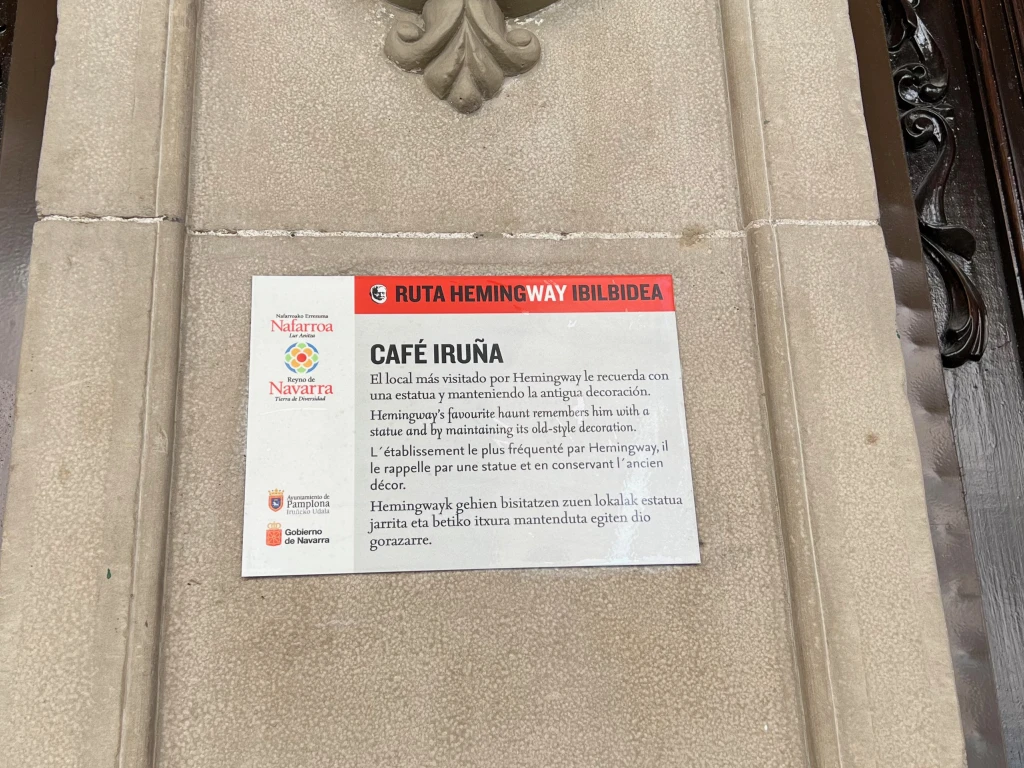 RUTA HEMINGWAY IBILBIDEA
Nafarroako Erresuma
Nafarroa
Lur Anitza
Reyno de
Navarra
Tierra de Diversidad
CAFÉ IRUÑA
El local más visitado por Hemingway le recuerda con
una estatua y manteniendo la antigua decoración.
Hemingway's favourite haunt remembers him with a
statue and by maintaining its old-style decoration.
L´établissement le plus fréquenté par Hemingway, il
le rappelle par une statue et en conservant l´ancien
décor.
Hemingwayk gehien bisitatzen zuen lokalak estatua
jarrita eta betiko itxura mantenduta egiten dio
gorazarre.
Ayuntamiento de
Pamplona
Iruñeko Udala
Gobierno
de Navarra